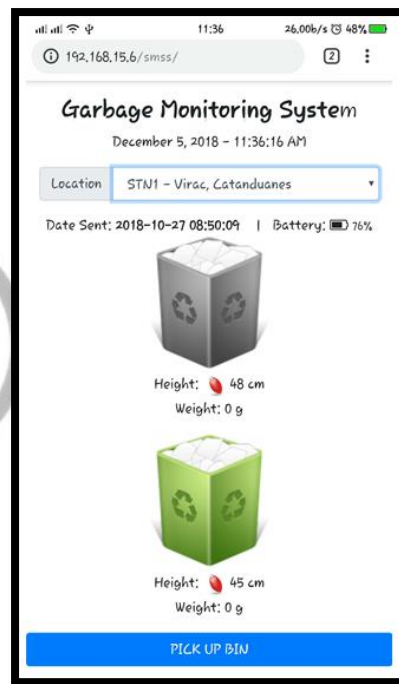 11:36 26.00b/s 48%
192.168.15.6/smss/ 2
Garbage Monitoring System
December 5, 2018 - 11:36:16 AM
Location STN1 - Virac, Catanduanes
Date Sent: 2018-10-27 08:50:09 | Battery: 76%
Height: 48 cm
Weight: 0 g
Height: 45 cm
Weight: 0 g
PICK UP BIN